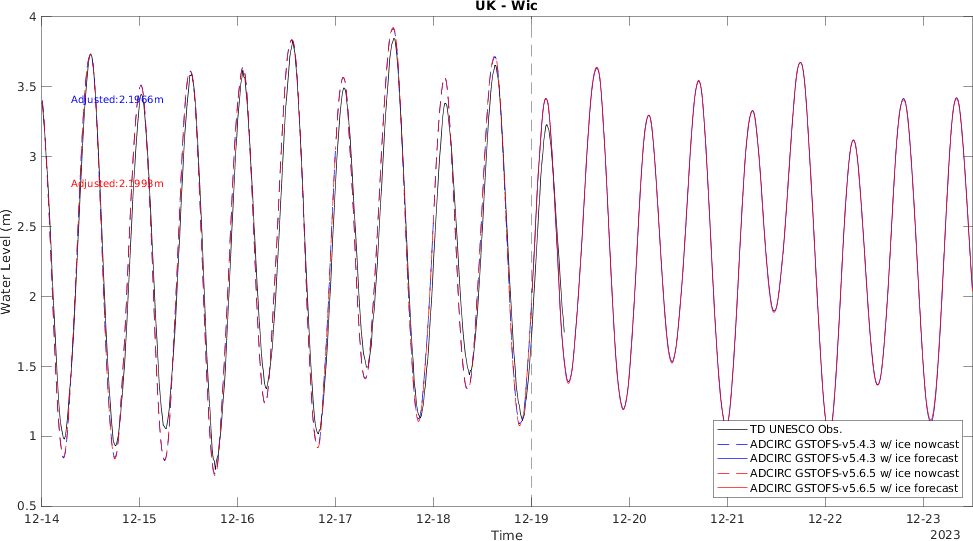 UK - Wic
4
3.5
3
2.5
2
1.5
1
0.5
Water Level (m)
Adjusted:2.1966m
Adjusted:2.1993m
TD UNESCO Obs.
ADCIRC GSTOFS-v5.4.3 w/ ice nowcast
ADCIRC GSTOFS-v5.4.3 w/ ice forecast
ADCIRC GSTOFS-v5.6.5 w/ ice nowcast
ADCIRC GSTOFS-v5.6.5 w/ ice forecast
12-14 12-15 12-16 12-17 12-18 12-19 12-20 12-21 12-22 12-23
Time
2023